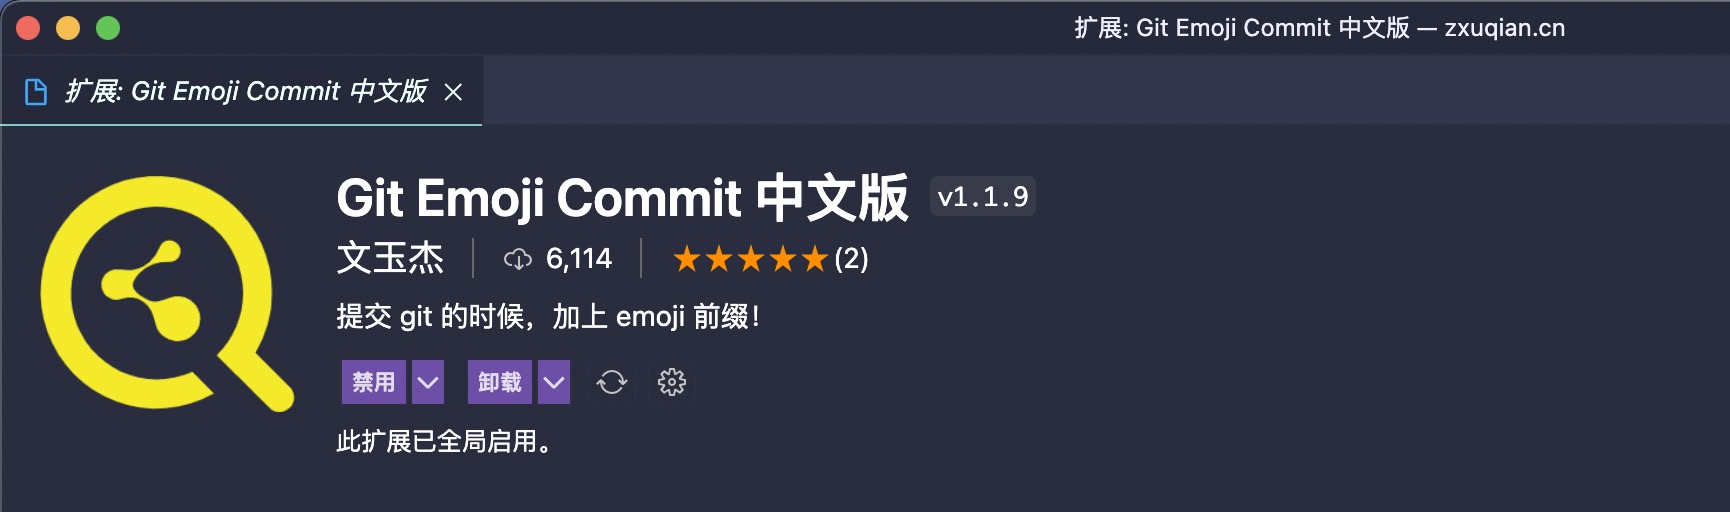 扩展: Git Emoji Commit 中文版 — zxuqian.cn
扩展: Git Emoji Commit 中文版
Git Emoji Commit 中文版 v1.1.9
文玉杰 6,114 (2)
提交 git 的时候，加上 emoji 前缀！
禁用 卸载
此扩展已全局启用。